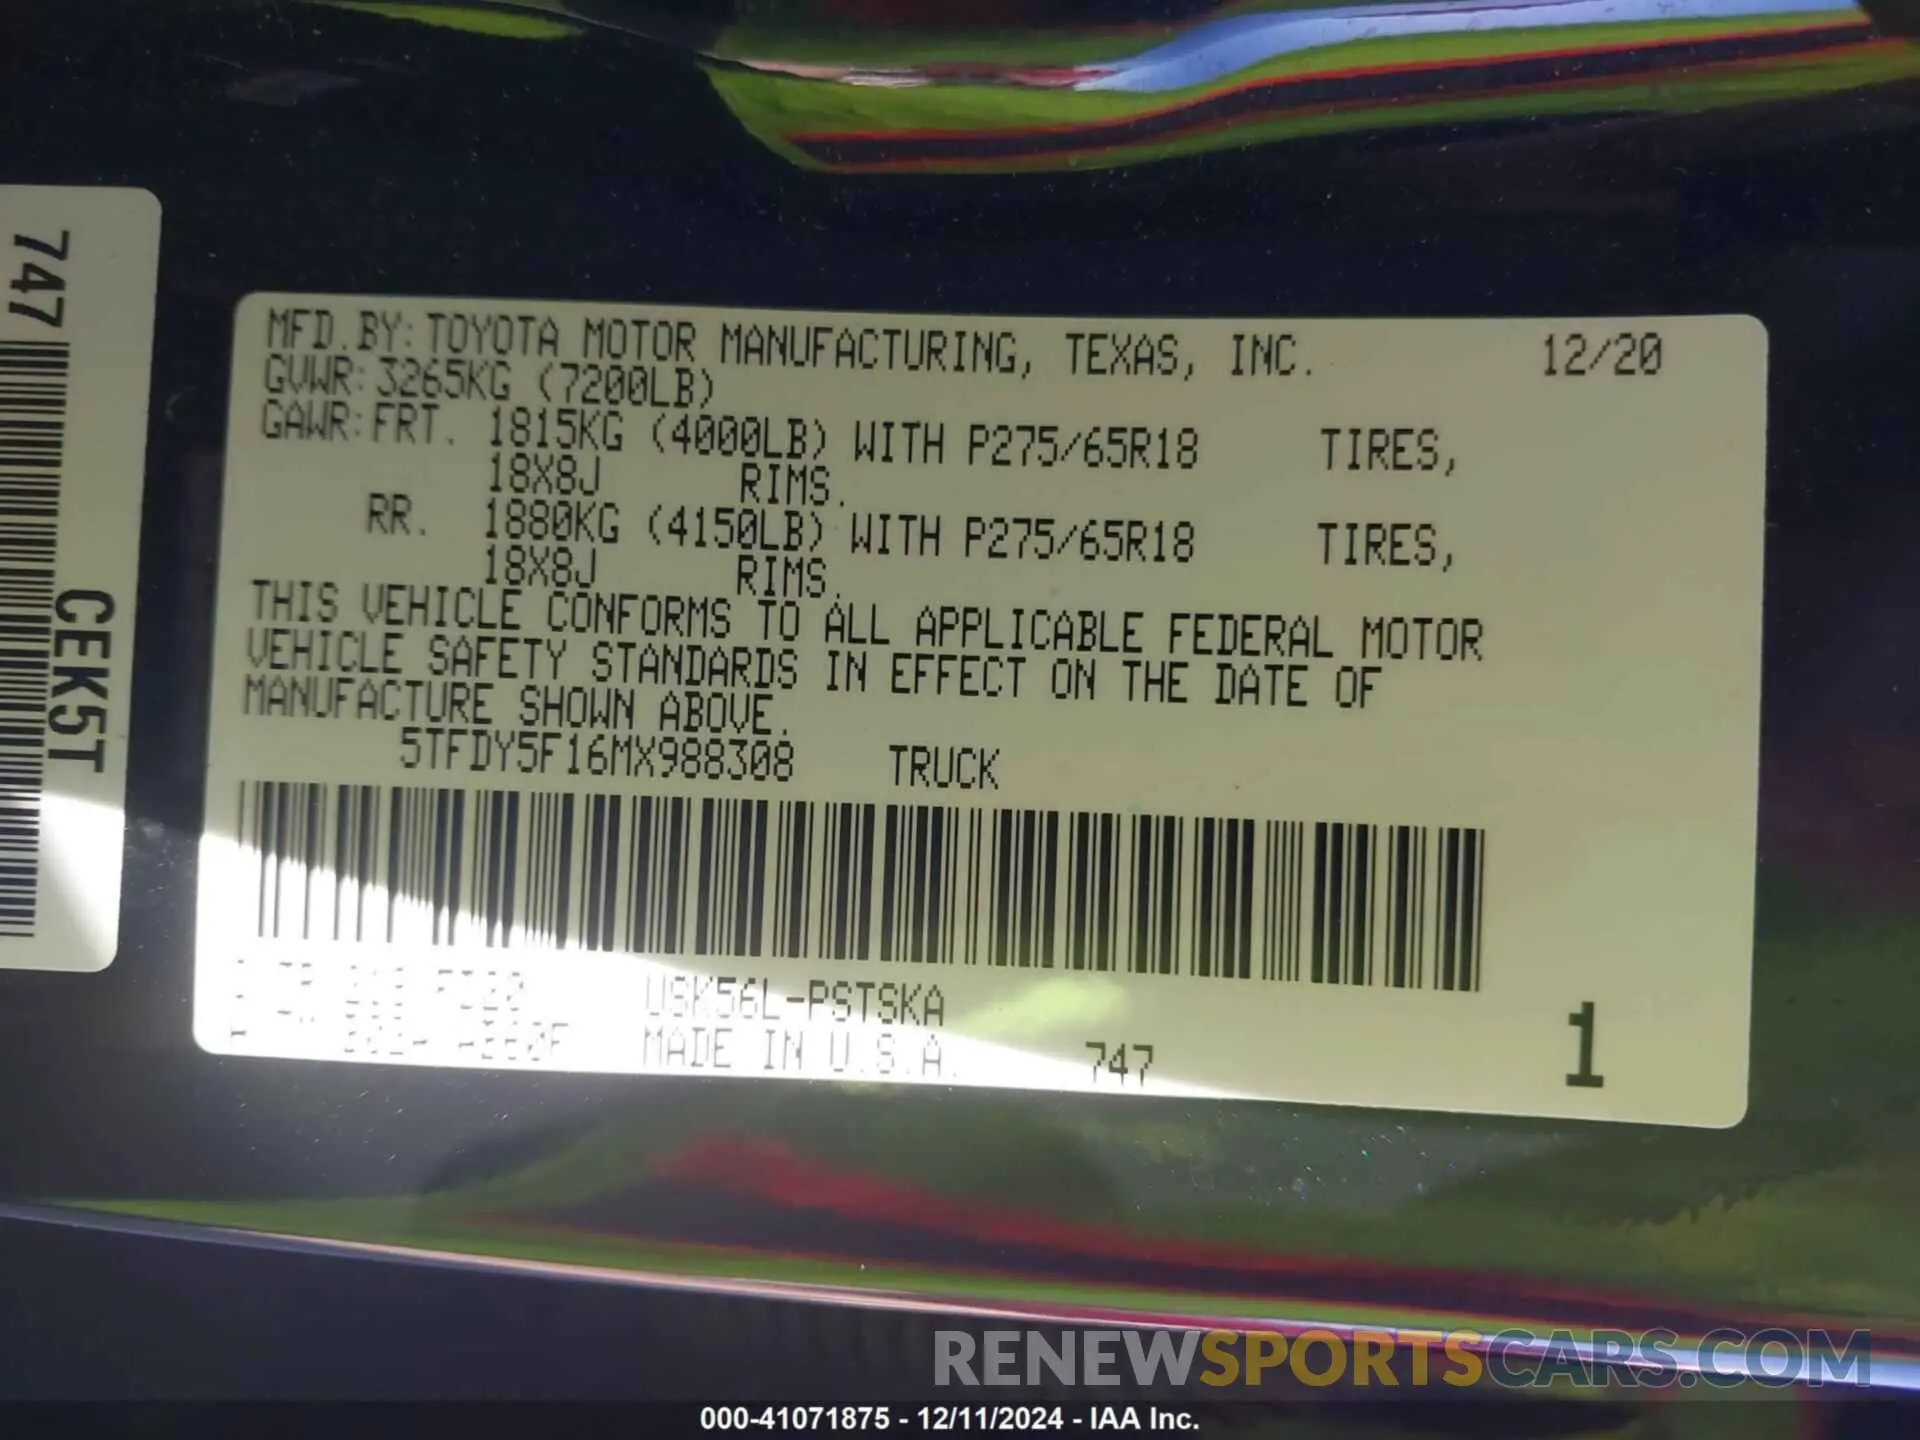 747 CEK5T
MFD.BY:TOYOTA MOTOR MANUFACTURING, TEXAS, INC. 12/20
GVWR:3265KG (7200LB)
GAWR:FRT. 1815KG (4000LB) WITH P275/65R18 TIRES,
18X8J RIMS.
RR. 1880KG (4150LB) WITH P275/65R18 TIRES,
18X8J RIMS.
THIS VEHICLE CONFORMS TO ALL APPLICABLE FEDERAL MOTOR
VEHICLE SAFETY STANDARDS IN EFFECT ON THE DATE OF
MANUFACTURE SHOWN ABOVE.
5TFDY5F16MX988308 TRUCK
USK56L-PSTSKA
MADE IN U.S.A. 747
1
RENEWSPORTSCARS.COM
000-41071875 - 12/11/2024 - IAA Inc.